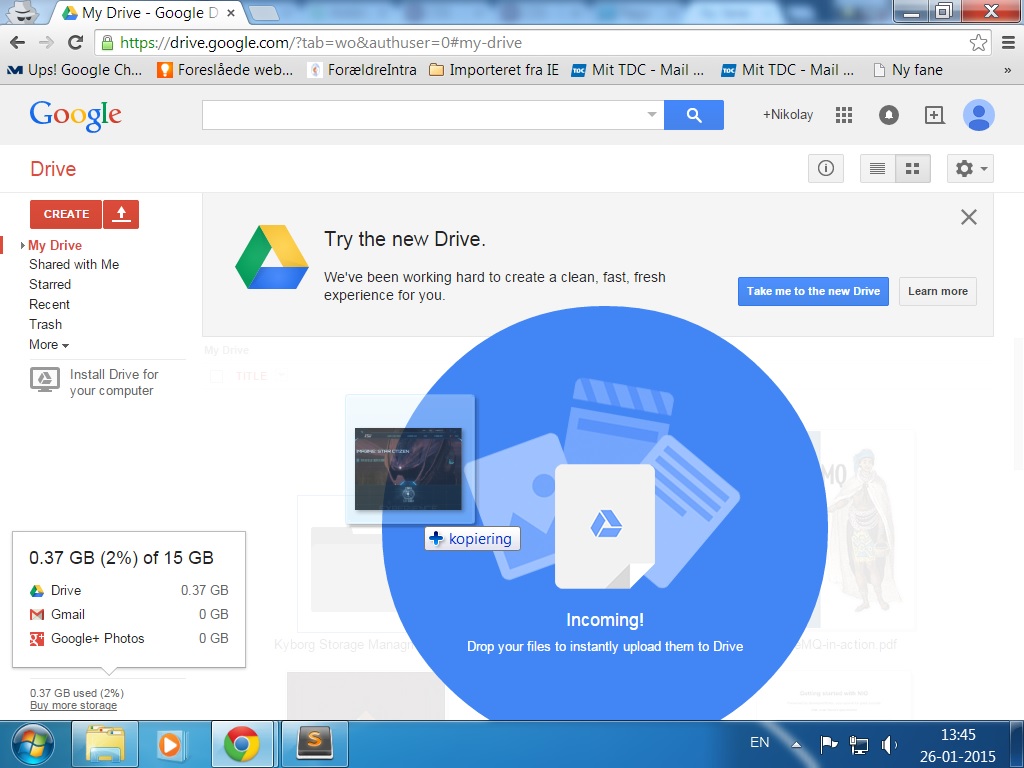 My Drive - Google D
https://drive.google.com/?tab=wo&authuser=0#my-drive
Ups! Google Ch...
Foreslåede web...
ForældreIntra
Importeret fra IE
TDC
Mit TDC - Mail ...
TDC
Mit TDC - Mail ...
Ny fane
»
Google
+Nikolay
Drive
CREATE
My Drive
Shared with Me
Starred
Recent
Trash
More
Install Drive for
your computer
Try the new Drive.
We've been working hard to create a clean, fast, fresh
experience for you.
Take me to the new Drive
Learn more
My Drive
TITLE
IMAGINE: STAR CITIZEN
kopiering
Incoming!
Drop your files to instantly upload them to Drive
Kyborg Storage Manag
MQ
MQ-in-action.pdf
0.37 GB (2%) of 15 GB
Drive 0.37 GB
Gmail 0 GB
Google+ Photos 0 GB
0.37 GB used (2%)
Buy more storage
EN
13:45
26-01-2015